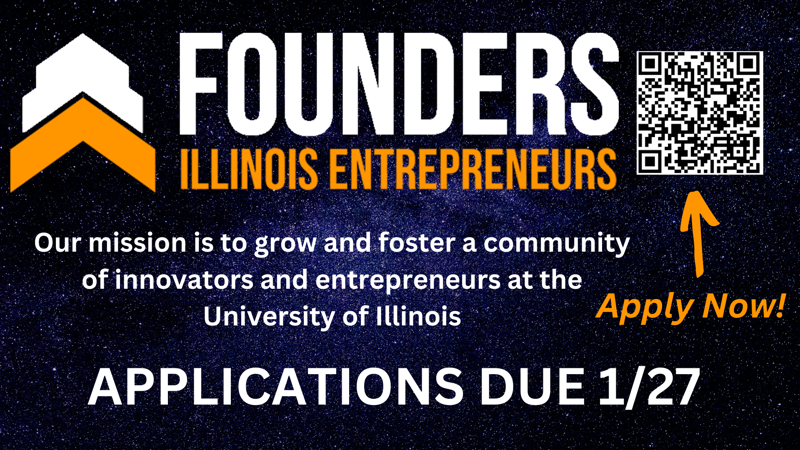 FOUNDERS
ILLINOIS ENTREPRENEURS
Our mission is to grow and foster a community
of innovators and entrepreneurs at the
University of Illinois
Apply Now!
APPLICATIONS DUE 1/27